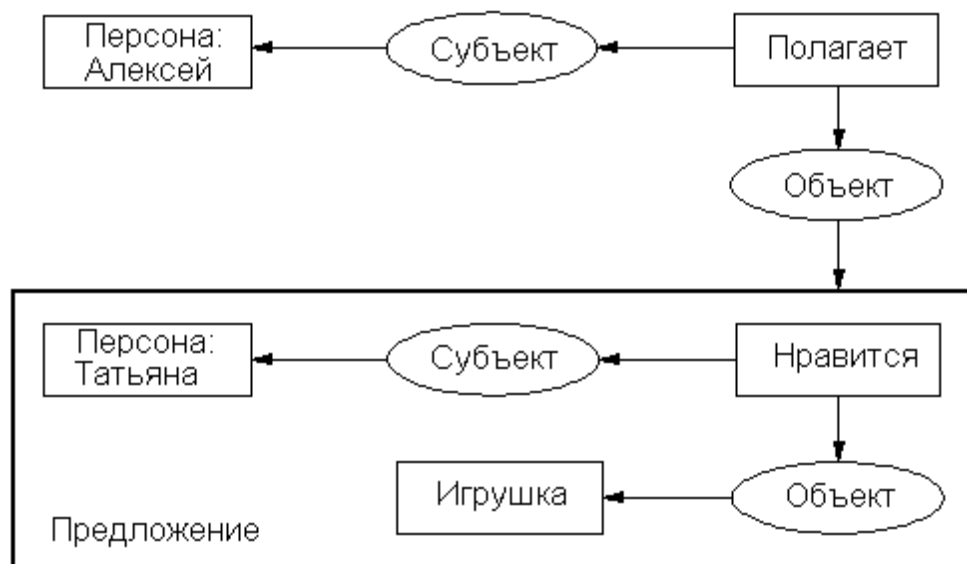 Персона:
Алексей
Субъект
Полагает
Объект
Персона:
Татьяна
Субъект
Нравится
Игрушка
Объект
Предложение